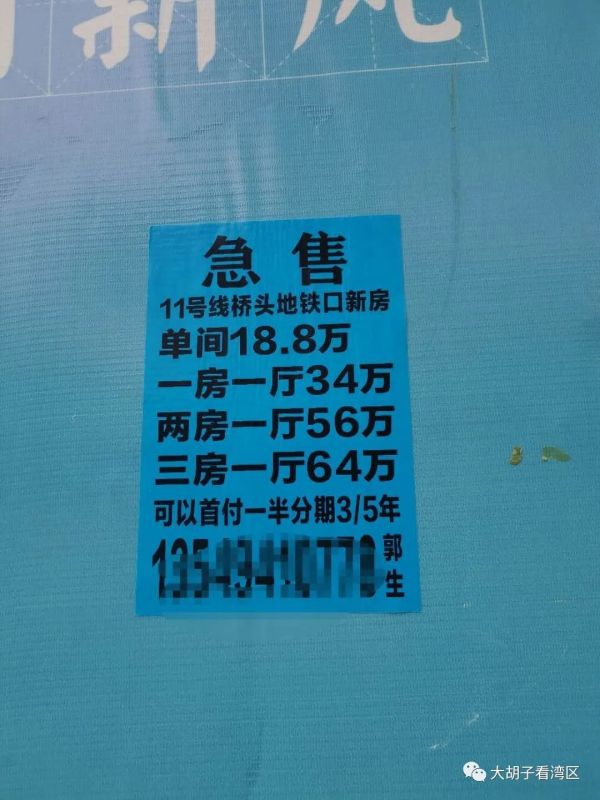 新风
急售
11号线桥头地铁口新房
单间18.8万
一房一厅34万
两房一厅56万
三房一厅64万
可以首付一半分期3/5年
郭生
大胡子看湾区